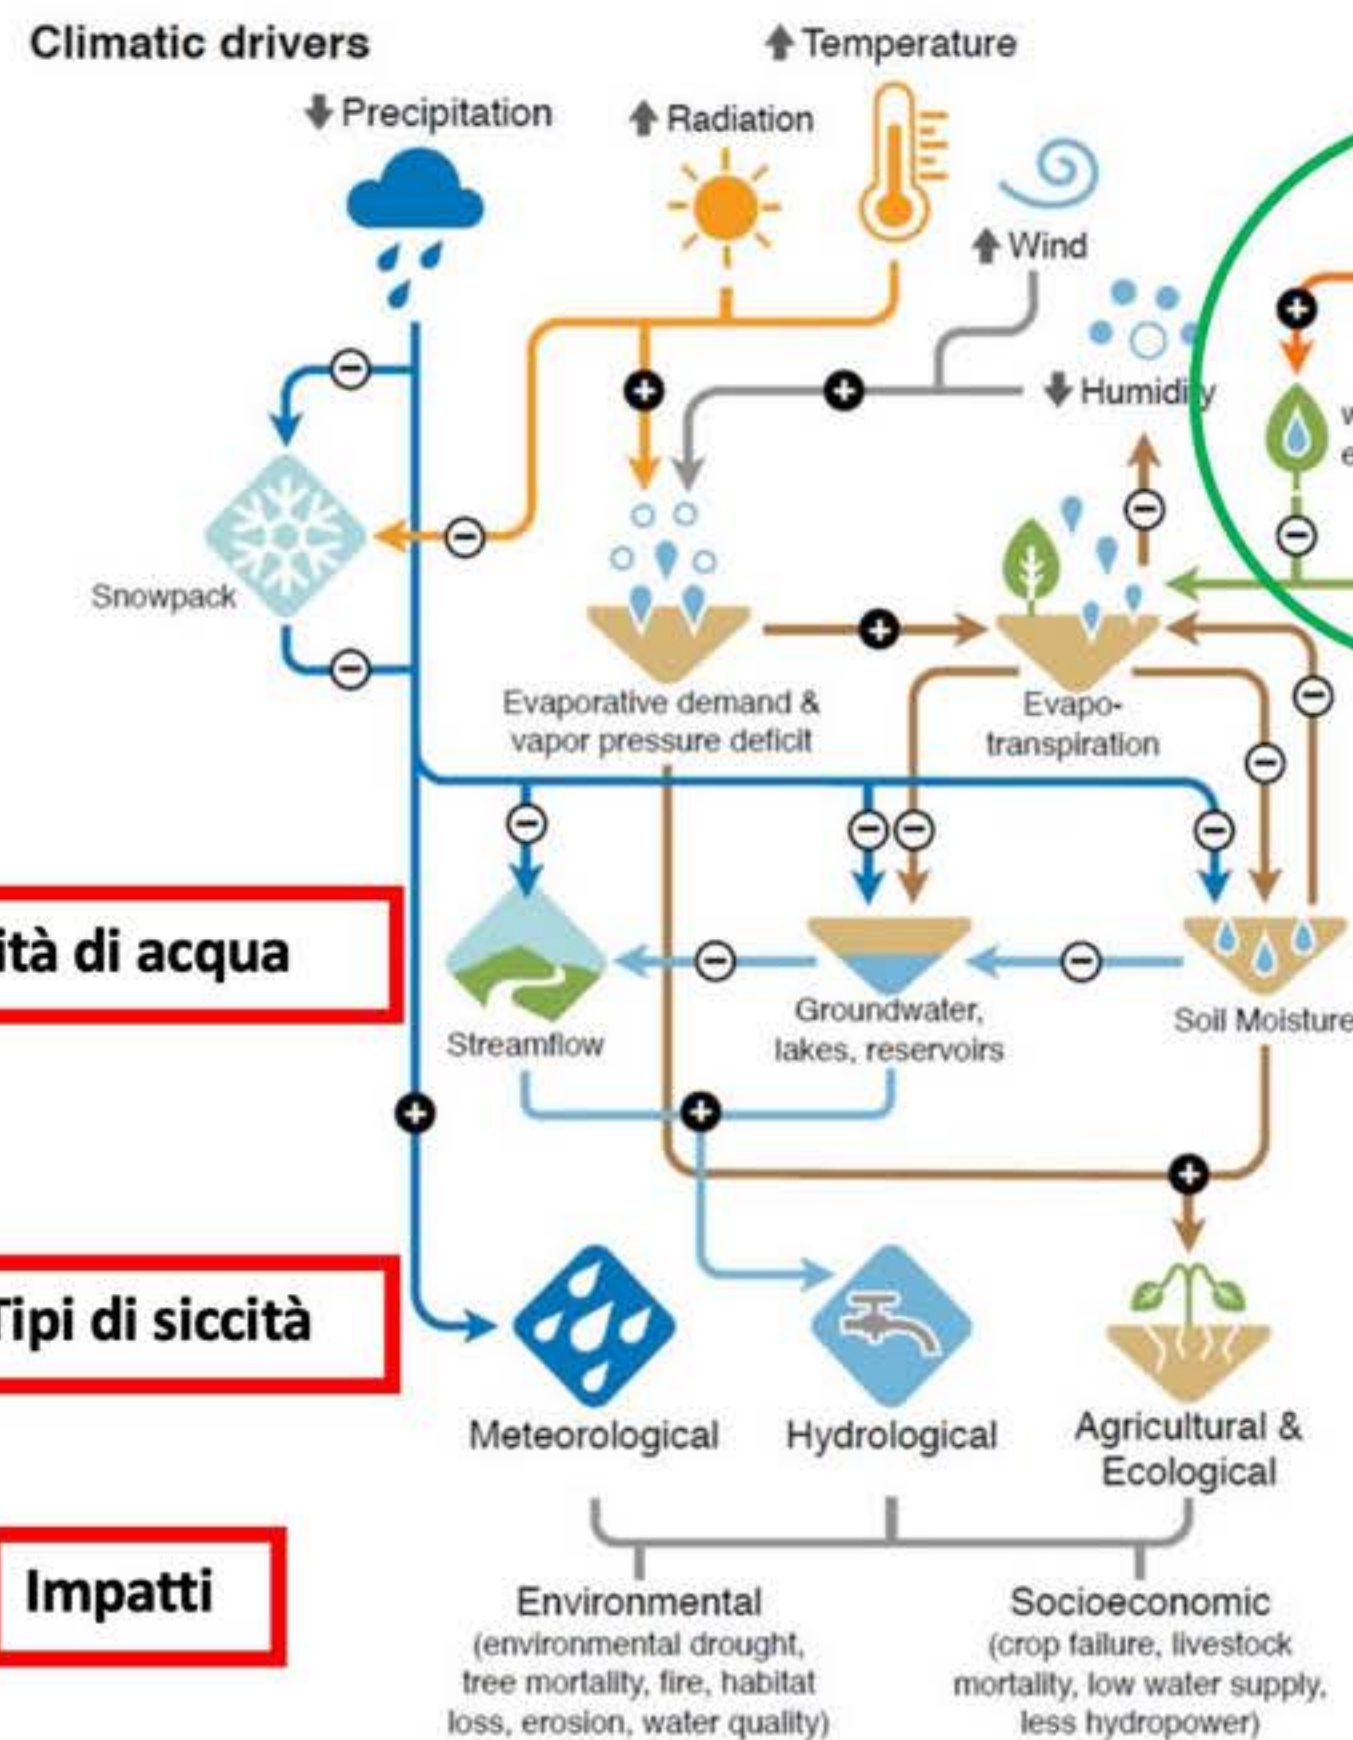 Climatic drivers
Temperature
Precipitation
Radiation
Wind
Humidity
Snowpack
Evaporative demand &
vapor pressure deficit
Evapo-
transpiration
ità di acqua
Streamflow
Groundwater,
lakes, reservoirs
Soil Moisture
Tipi di siccità
Meteorological
Hydrological
Agricultural &
Ecological
Impatti
Environmental
(environmental drought,
tree mortality, fire, habitat
loss, erosion, water quality)
Socioeconomic
(crop failure, livestock
mortality, low water supply,
less hydropower)